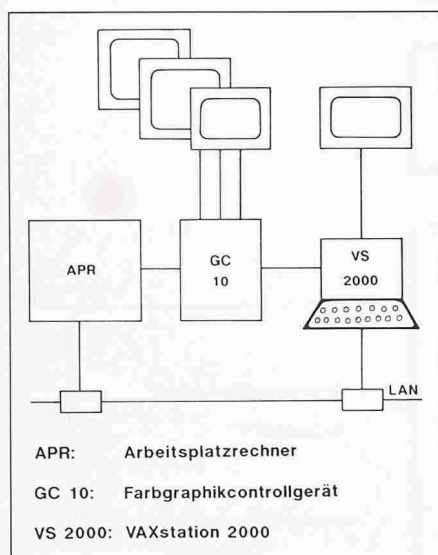 APR
GC
10
VS
2000
LAN
APR: Arbeitsplatzrechner
GC 10: Farbgraphikcontrollgerät
VS 2000: VAXstation 2000